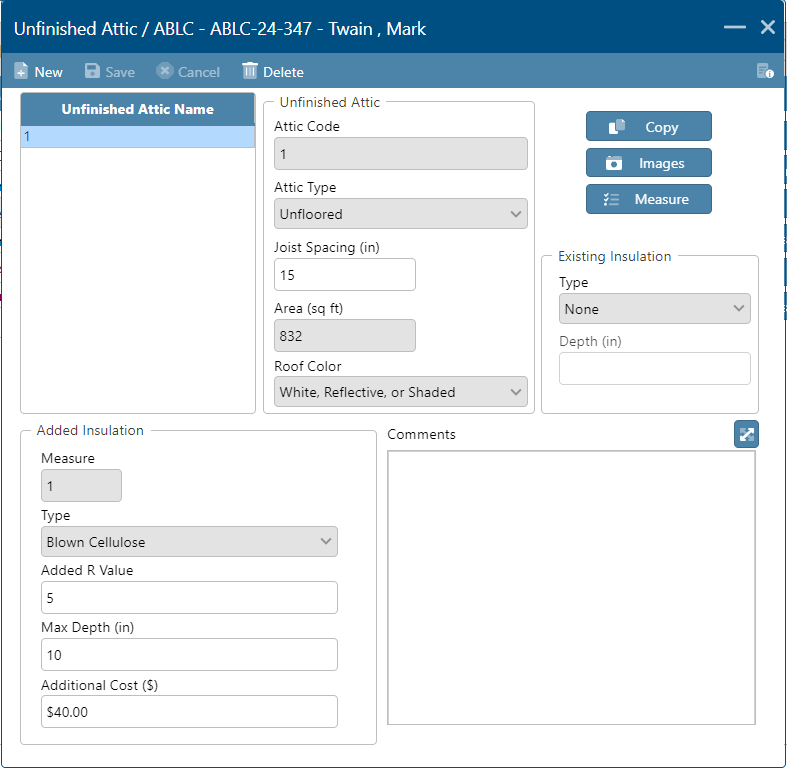 Unfinished Attic / ABLC - ABLC-24-347 - Twain , Mark
New Save Cancel Delete
Unfinished Attic Name
1
Unfinished Attic
Attic Code
1
Attic Type
Unfloored
Joist Spacing (in)
15
Area (sq ft)
832
Roof Color
White, Reflective, or Shaded
Copy
Images
Measure
Existing Insulation
Type
None
Depth (in)
Added Insulation
Measure
1
Type
Blown Cellulose
Added R Value
5
Max Depth (in)
10
Additional Cost ($)
$40.00
Comments